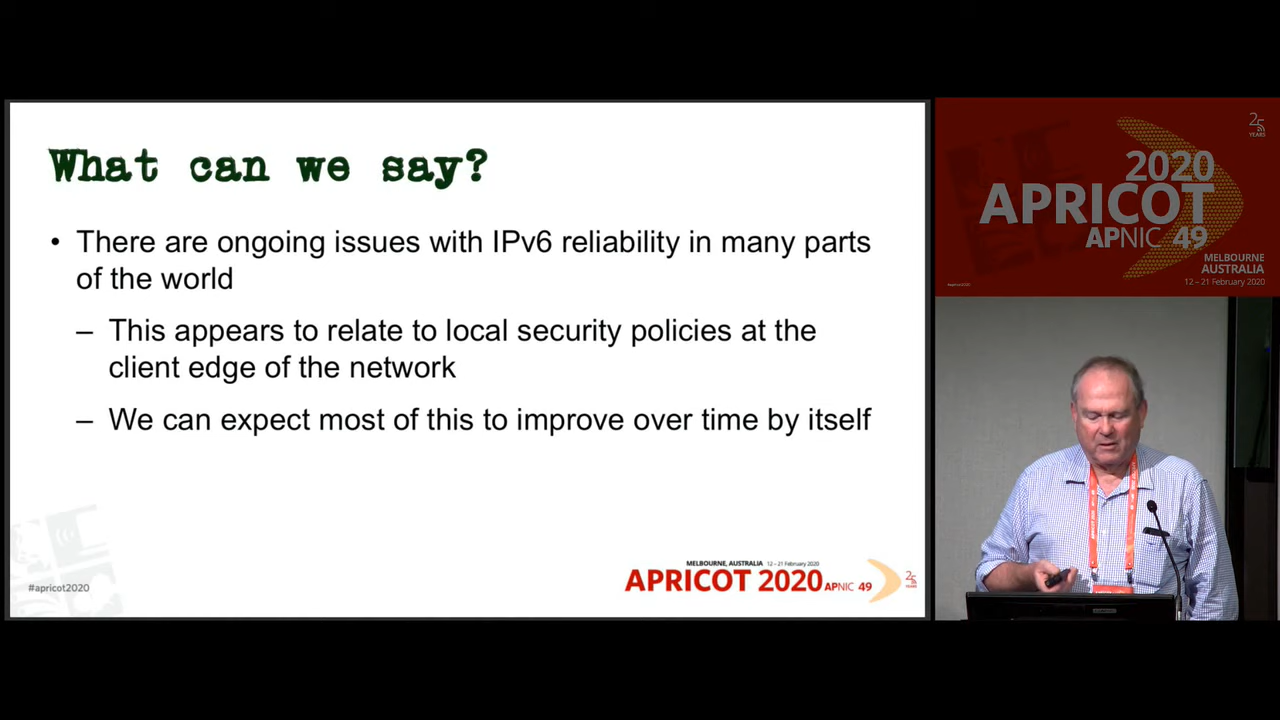 What can we say?
• There are ongoing issues with IPv6 reliability in many parts
of the world
– This appears to relate to local security policies at the
client edge of the network
– We can expect most of this to improve over time by itself
#apricot2020
MELBOURNE, AUSTRALIA 12 – 21 February 2020
APRICOT 2020 APNIC 49
25
YEARS
25
YEARS
2020
APRICOT
APNIC 49
MELBOURNE
AUSTRALIA
12 – 21 February 2020
#apricot2020